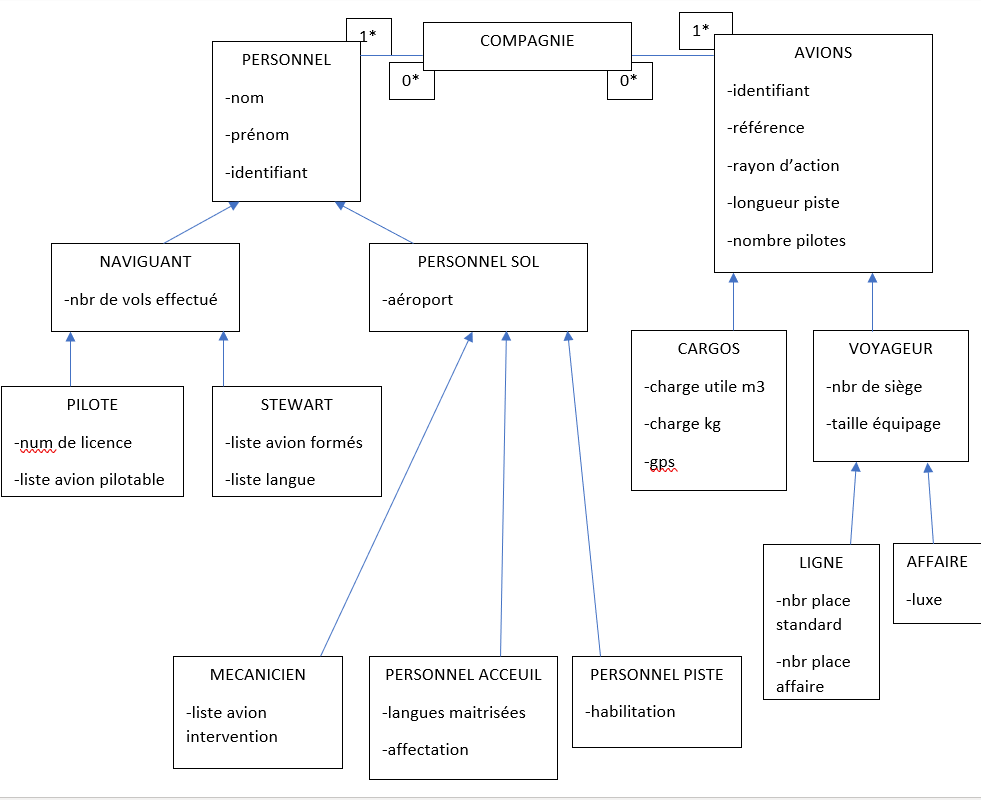 1*
COMPAGNIE
1*
0*
0*
PERSONNEL
-nom
-prénom
-identifiant
AVIONS
-identifiant
-référence
-rayon d’action
-longueur piste
-nombre pilotes
NAVIGUANT
-nbr de vols effectué
PERSONNEL SOL
-aéroport
CARGOS
-charge utile m3
-charge kg
-gps
VOYAGEUR
-nbr de siège
-taille équipage
PILOTE
-num de licence
-liste avion pilotable
STEWART
-liste avion formés
-liste langue
LIGNE
-nbr place
standard
-nbr place
affaire
AFFAIRE
-luxe
MECANICIEN
-liste avion
intervention
PERSONNEL ACCEUIL
-langues maitrisées
-affectation
PERSONNEL PISTE
-habilitation